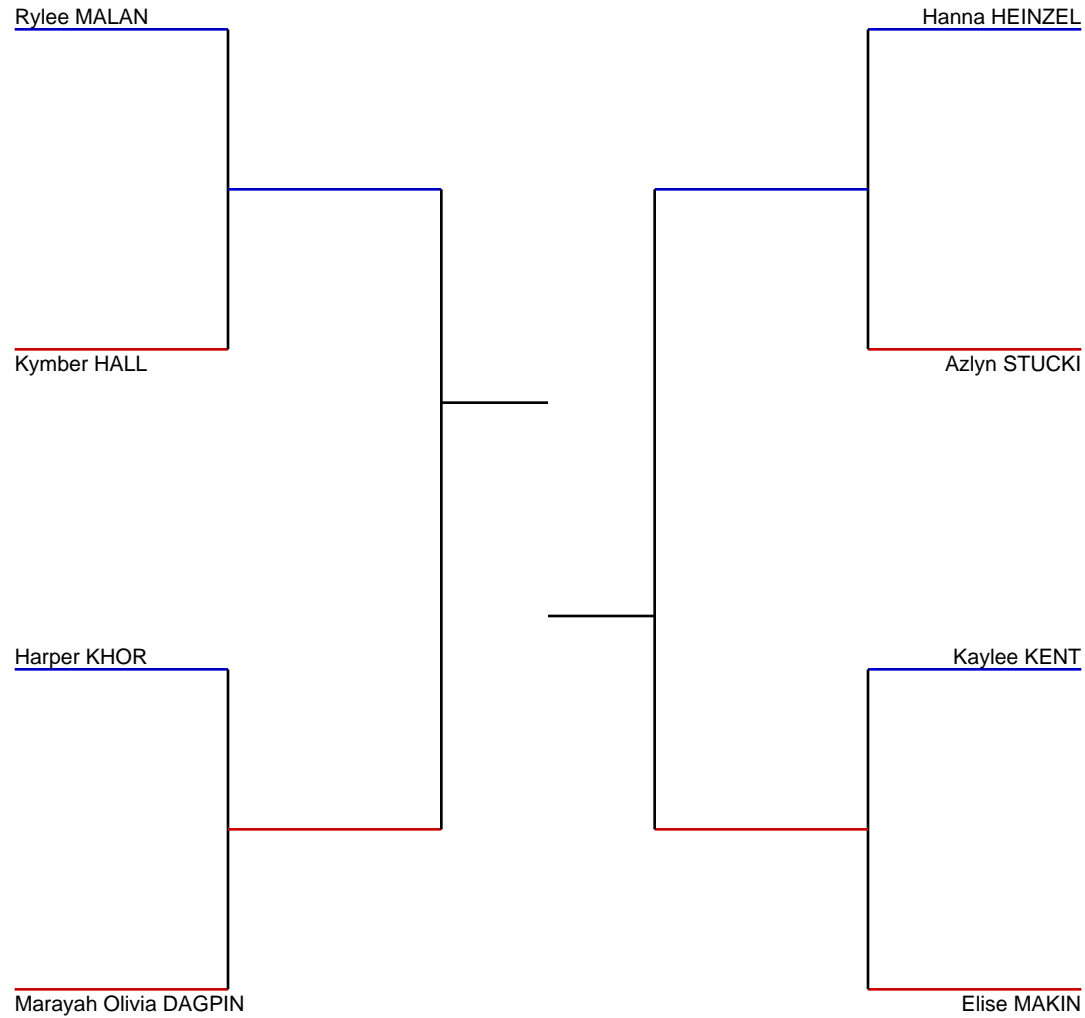 Rylee MALAN
Hanna HEINZEL
Kymber HALL
Azlyn STUCKI
Harper KHOR
Kaylee KENT
Marayah Olivia DAGPIN
Elise MAKIN